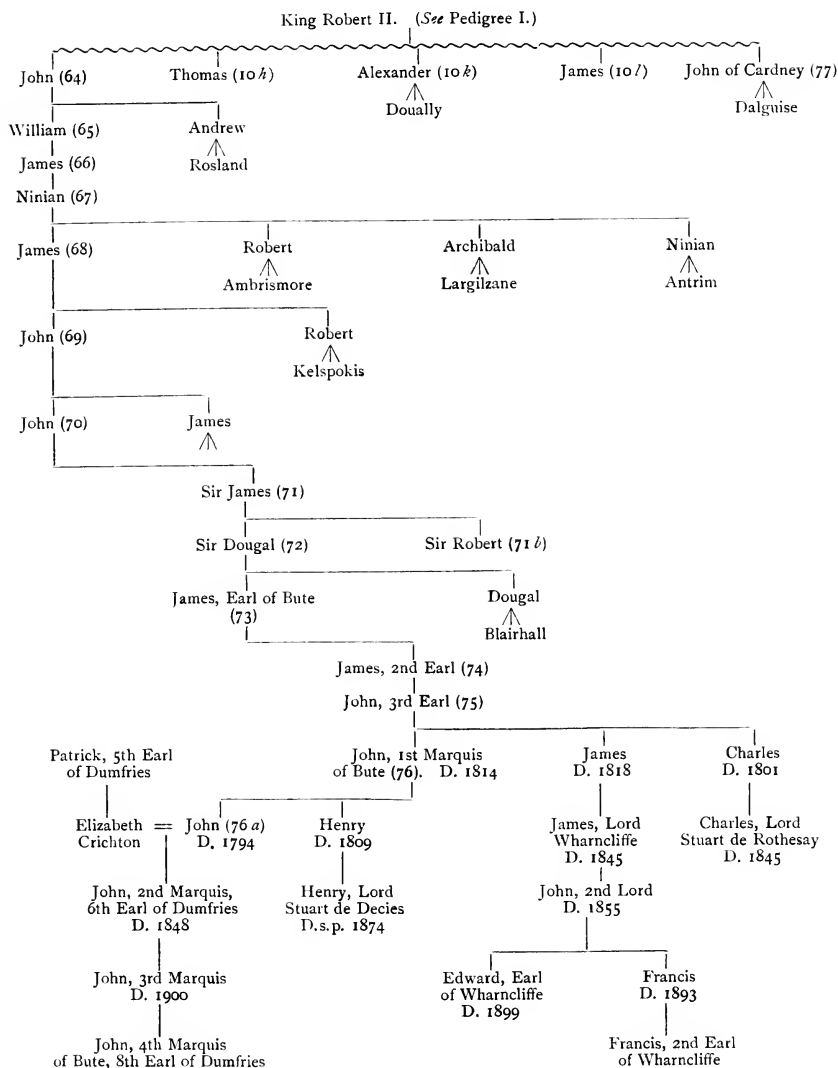 King Robert II. (See Pedigree I.)
John (64) Thomas (10 h) Alexander (10 k) James (10 l) John of Cardney (77)
Doually Dalguise
William (65) Andrew
James (66) Rosland
Ninian (67)
James (68) Robert Archibald Ninian
Ambrismore Largilzane Antrim
John (69) Robert
Kelspokis
John (70) James
Sir James (71)
Sir Dougal (72) Sir Robert (71 b)
James, Earl of Bute Dougal
(73)
Blairhall
James, 2nd Earl (74)
John, 3rd Earl (75)
Patrick, 5th Earl
of Dumfries
John, 1st Marquis
of Bute (76). D. 1814
James
D. 1818
Charles
D. 1801
Elizabeth
Crichton
=
John (76 a)
D. 1794
Henry
D. 1809
James, Lord
Wharncliffe
D. 1845
Charles, Lord
Stuart de Rothesay
D. 1845
John, 2nd Marquis,
6th Earl of Dumfries
D. 1848
Henry, Lord
Stuart de Decies
D.s.p. 1874
John, 2nd Lord
D. 1855
John, 3rd Marquis
D. 1900
Edward, Earl
of Wharncliffe
D. 1899
Francis
D. 1893
John, 4th Marquis
of Bute, 8th Earl of Dumfries
Francis, 2nd Earl
of Wharncliffe